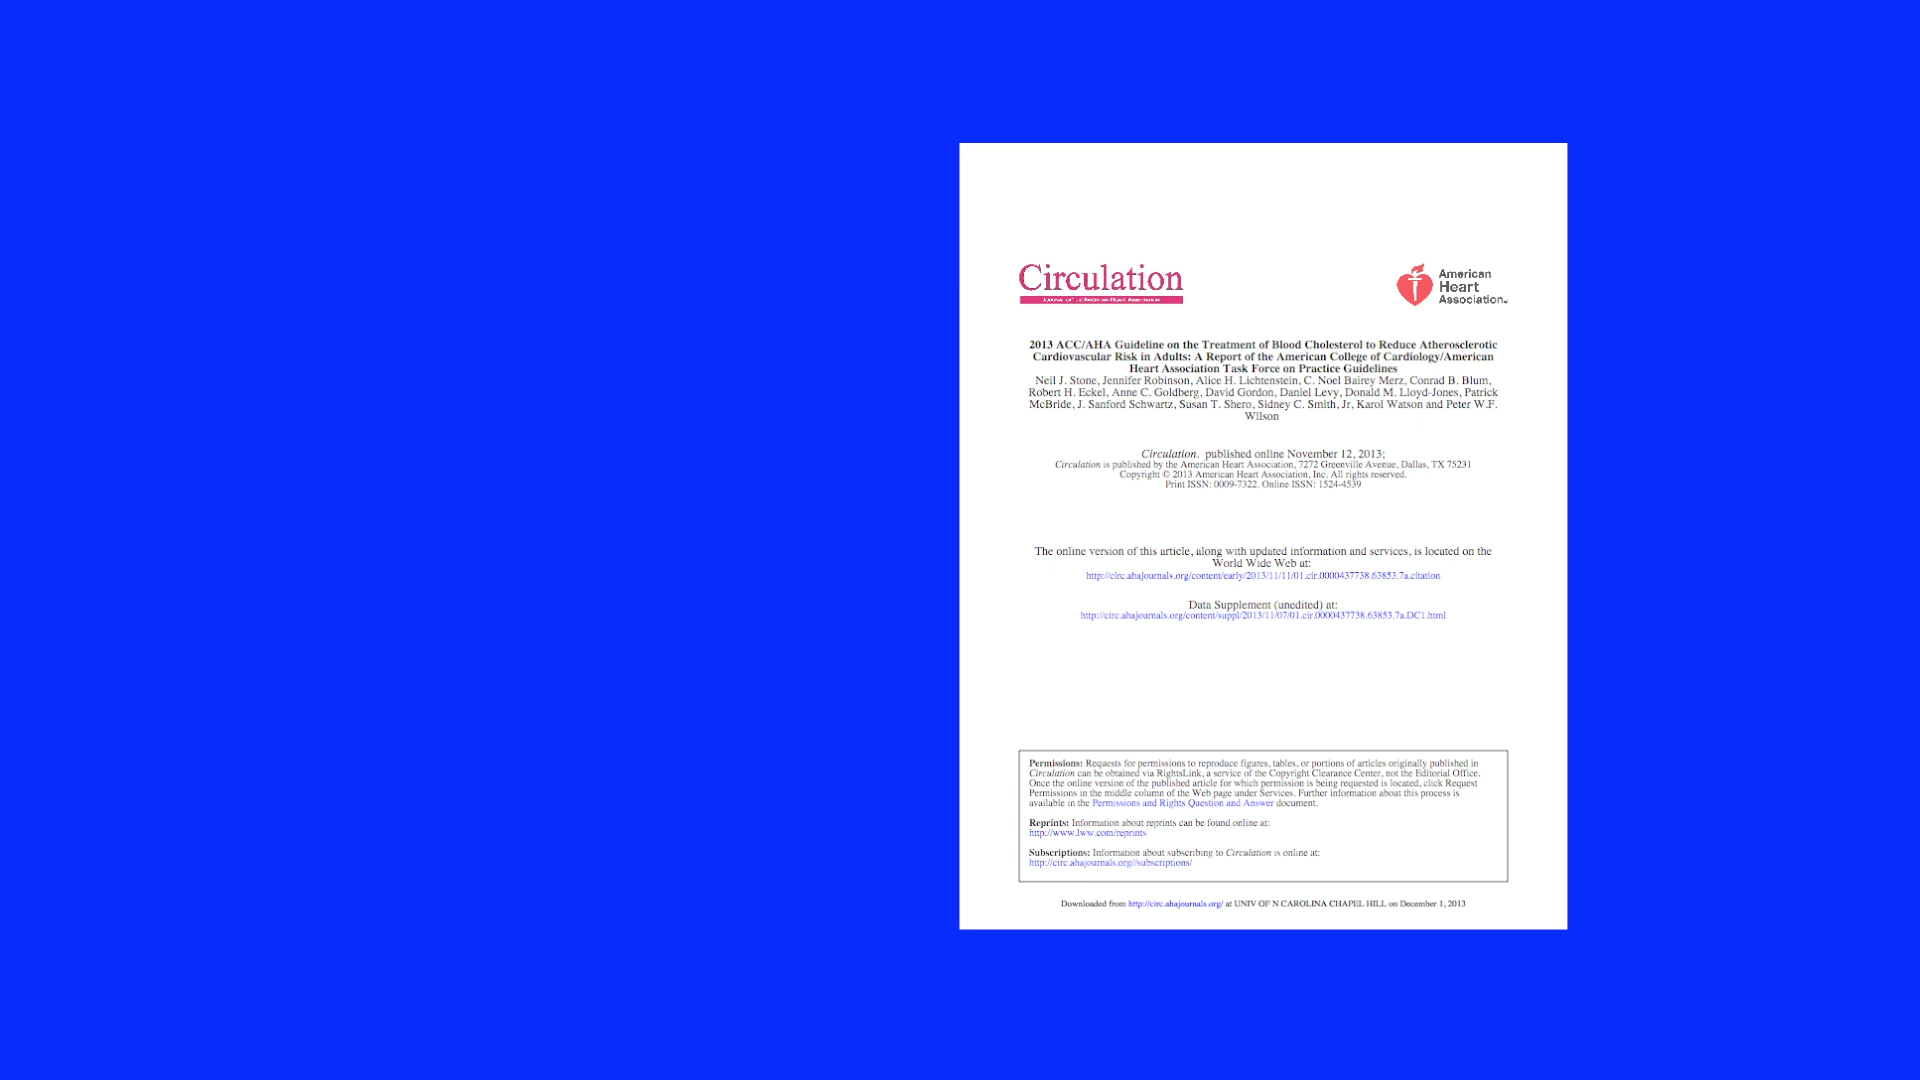 Circulation
American
Heart
Association.
2013 ACC/AHA Guideline on the Treatment of Blood Cholesterol to Reduce Atherosclerotic
Cardiovascular Risk in Adults: A Report of the American College of Cardiology/American
Heart Association Task Force on Practice Guidelines
Neil J. Stone, Jennifer Robinson, Alice H. Lichtenstein, C. Noel Bairey Merz, Conrad B. Blum,
Robert H. Eckel, Anne C. Goldberg, David Gordon, Daniel Levy, Donald M. Lloyd-Jones, Patrick
McBride, J. Sanford Schwartz, Susan T. Shero, Sidney C. Smith, Jr, Karol Watson and Peter W.F.
Wilson
Circulation. published online November 12, 2013;
Circulation is published by the American Heart Association, 7272 Greenville Avenue, Dallas, TX 75231
Copyright © 2013 American Heart Association, Inc. All rights reserved.
Print ISSN: 0009-7322. Online ISSN: 1524-4539
The online version of this article, along with updated information and services, is located on the
World Wide Web at:
http://circ.ahajournals.org/content/early/2013/11/11/01.cir.0000437738.63853.7a.citation
Data Supplement (unedited) at:
http://circ.ahajournals.org/content/suppl/2013/11/07/01.cir.0000437738.63853.7a.DC1.html
Permissions: Requests for permissions to reproduce figures, tables, or portions of articles originally published in
Circulation can be obtained via RightsLink, a service of the Copyright Clearance Center, not the Editorial Office.
Once the online version of the published article for which permission is being requested is located, click Request
Permissions in the middle column of the Web page under Services. Further information about this process is
available in the Permissions and Rights Question and Answer document.
Reprints: Information about reprints can be found online at:
http://www.lww.com/reprints
Subscriptions: Information about subscribing to Circulation is online at:
http://circ.ahajournals.org//subscriptions/
Downloaded from http://circ.ahajournals.org/ at UNIV OF N CAROLINA CHAPEL HILL on December 1, 2013